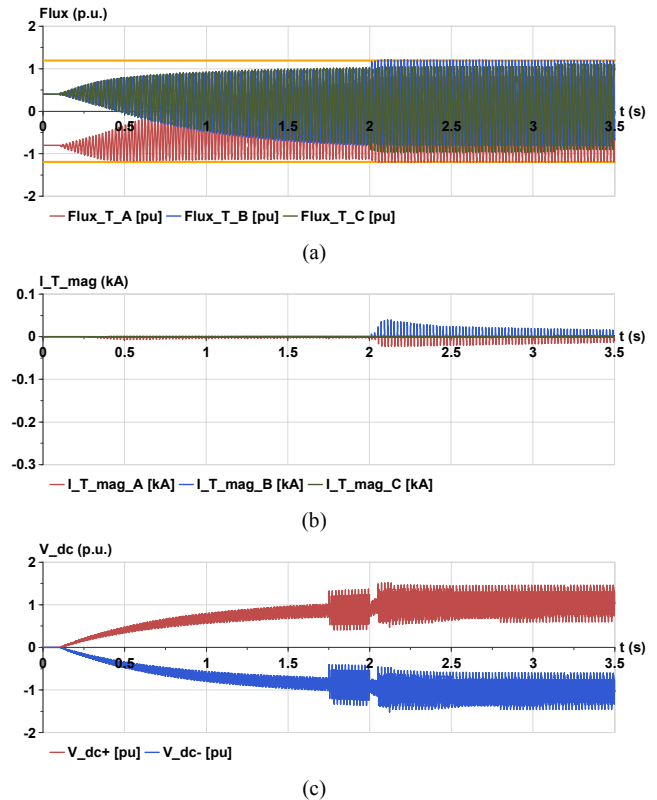 Flux (p.u.)
2
1
0
0 0.5 1 1.5 2 2.5 3 3.5
t (s)
-1
-2
Flux_T_A [pu] Flux_T_B [pu] Flux_T_C [pu]
(a)
I_T_mag (kA)
0.1
0
t (s)
0 0.5 1 1.5 2 2.5 3 3.5
-0.1
-0.2
-0.3
I_T_mag_A [kA] I_T_mag_B [kA] I_T_mag_C [kA]
(b)
V_dc (p.u.)
2
1
0
t (s)
0 0.5 1 1.5 2 2.5 3 3.5
-1
-2
V_dc+ [pu] V_dc- [pu]
(c)